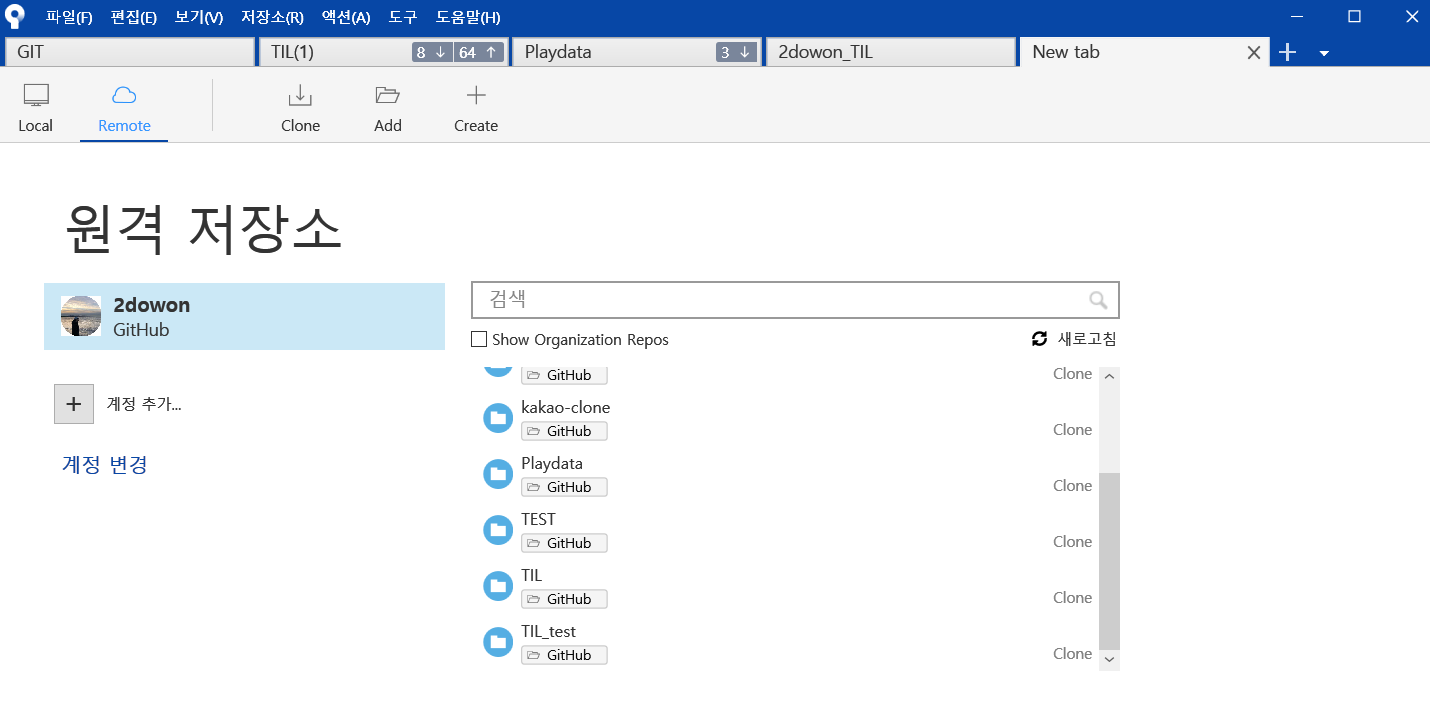 파일(F) 편집(E) 보기(V) 저장소(R) 액션(A) 도구 도움말(H)
GIT TIL(1) 8 ↓ 64 ↑ Playdata 3 ↓ 2dowon_TIL New tab
Local Remote Clone Add Create
원격 저장소
2dowon
GitHub
계정 추가...
계정 변경
검색
Show Organization Repos 새로고침
GitHub Clone
kakao-clone
GitHub Clone
Playdata
GitHub Clone
TEST
GitHub Clone
TIL
GitHub Clone
TIL_test
GitHub Clone